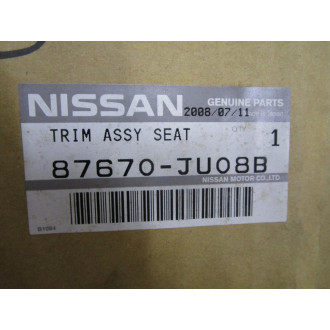 NISSAN
GENUINE PARTS
2008/07/11
TRIM ASSY SEAT
1
87670-JU08B
NISSAN MOTOR CO.,LTD.